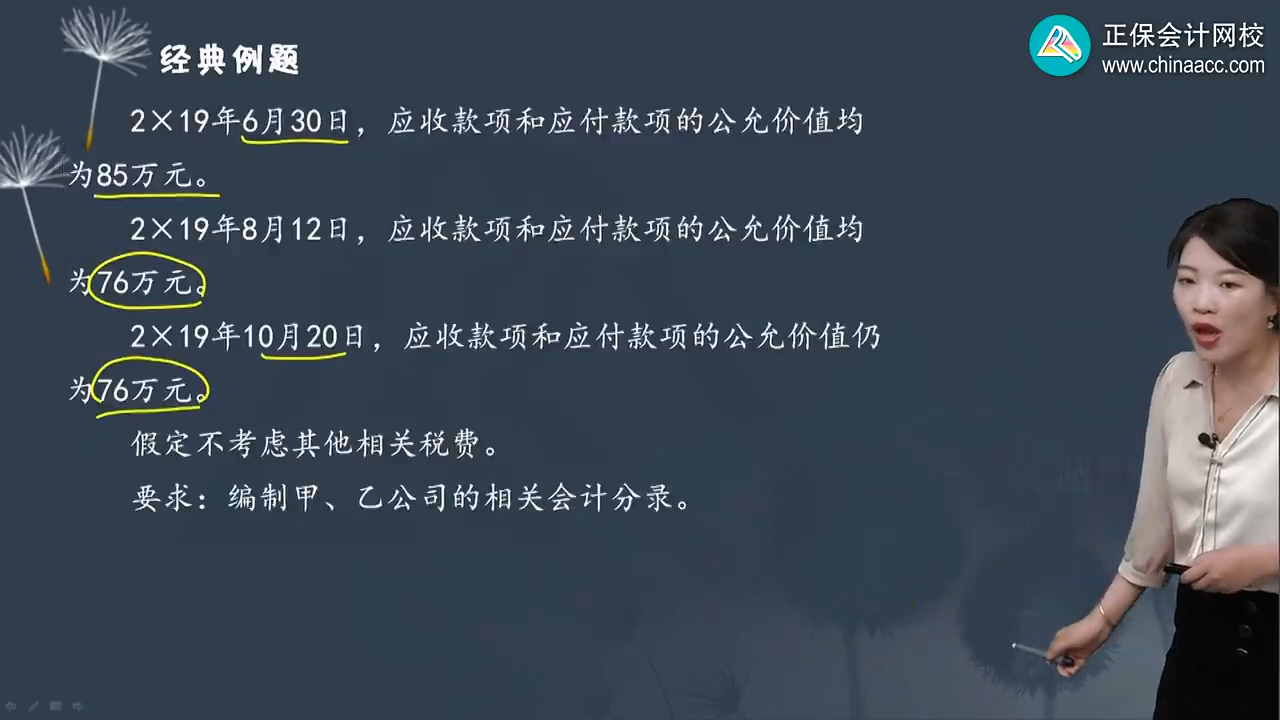 正保会计网校
www.chinaacc.com
经典例题
2×19年6月30日，应收款项和应付款项的公允价值均
为85万元。
2×19年8月12日，应收款项和应付款项的公允价值均
为76万元。
2×19年10月20日，应收款项和应付款项的公允价值仍
为76万元。
假定不考虑其他相关税费。
要求：编制甲、乙公司的相关会计分录。